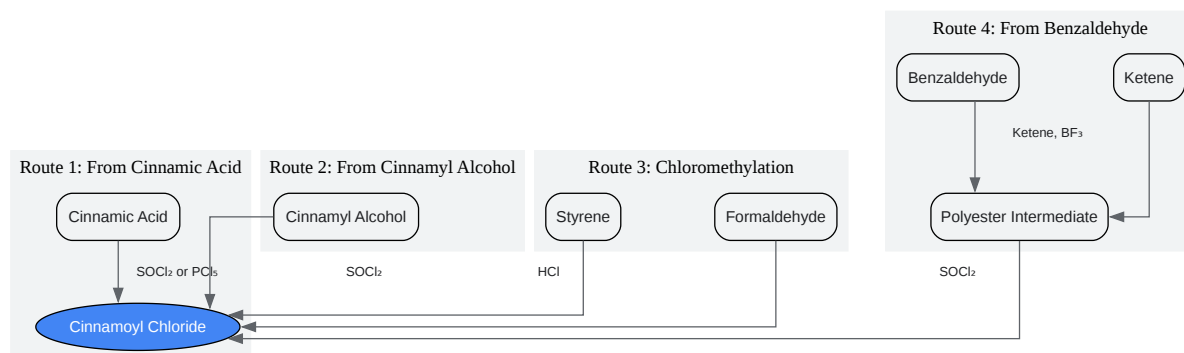 Route 4: From Benzaldehyde
Benzaldehyde
Ketene
Ketene, BF₃
Route 1: From Cinnamic Acid
Route 2: From Cinnamyl Alcohol
Route 3: Chloromethylation
Cinnamic Acid
Cinnamyl Alcohol
Styrene
Formaldehyde
Polyester Intermediate
SOCl₂ or PCl₅
SOCl₂
HCl
SOCl₂
Cinnamoyl Chloride